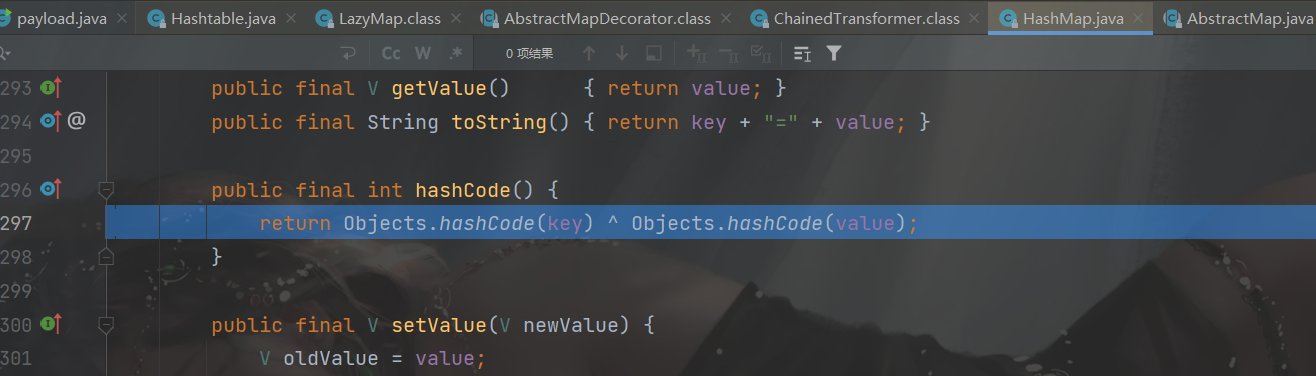 payload.java Hashtable.java LazyMap.class AbstractMapDecorator.class ChainedTransformer.class HashMap.java AbstractMap.java
Cc W .* 0 项结果
293 public final V getValue() { return value; }
294 @ public final String toString() { return key + "=" + value; }
295
296 public final int hashCode() {
297 return Objects.hashCode(key) ^ Objects.hashCode(value);
298 }
299
300 public final V setValue(V newValue) {
301 V oldValue = value;